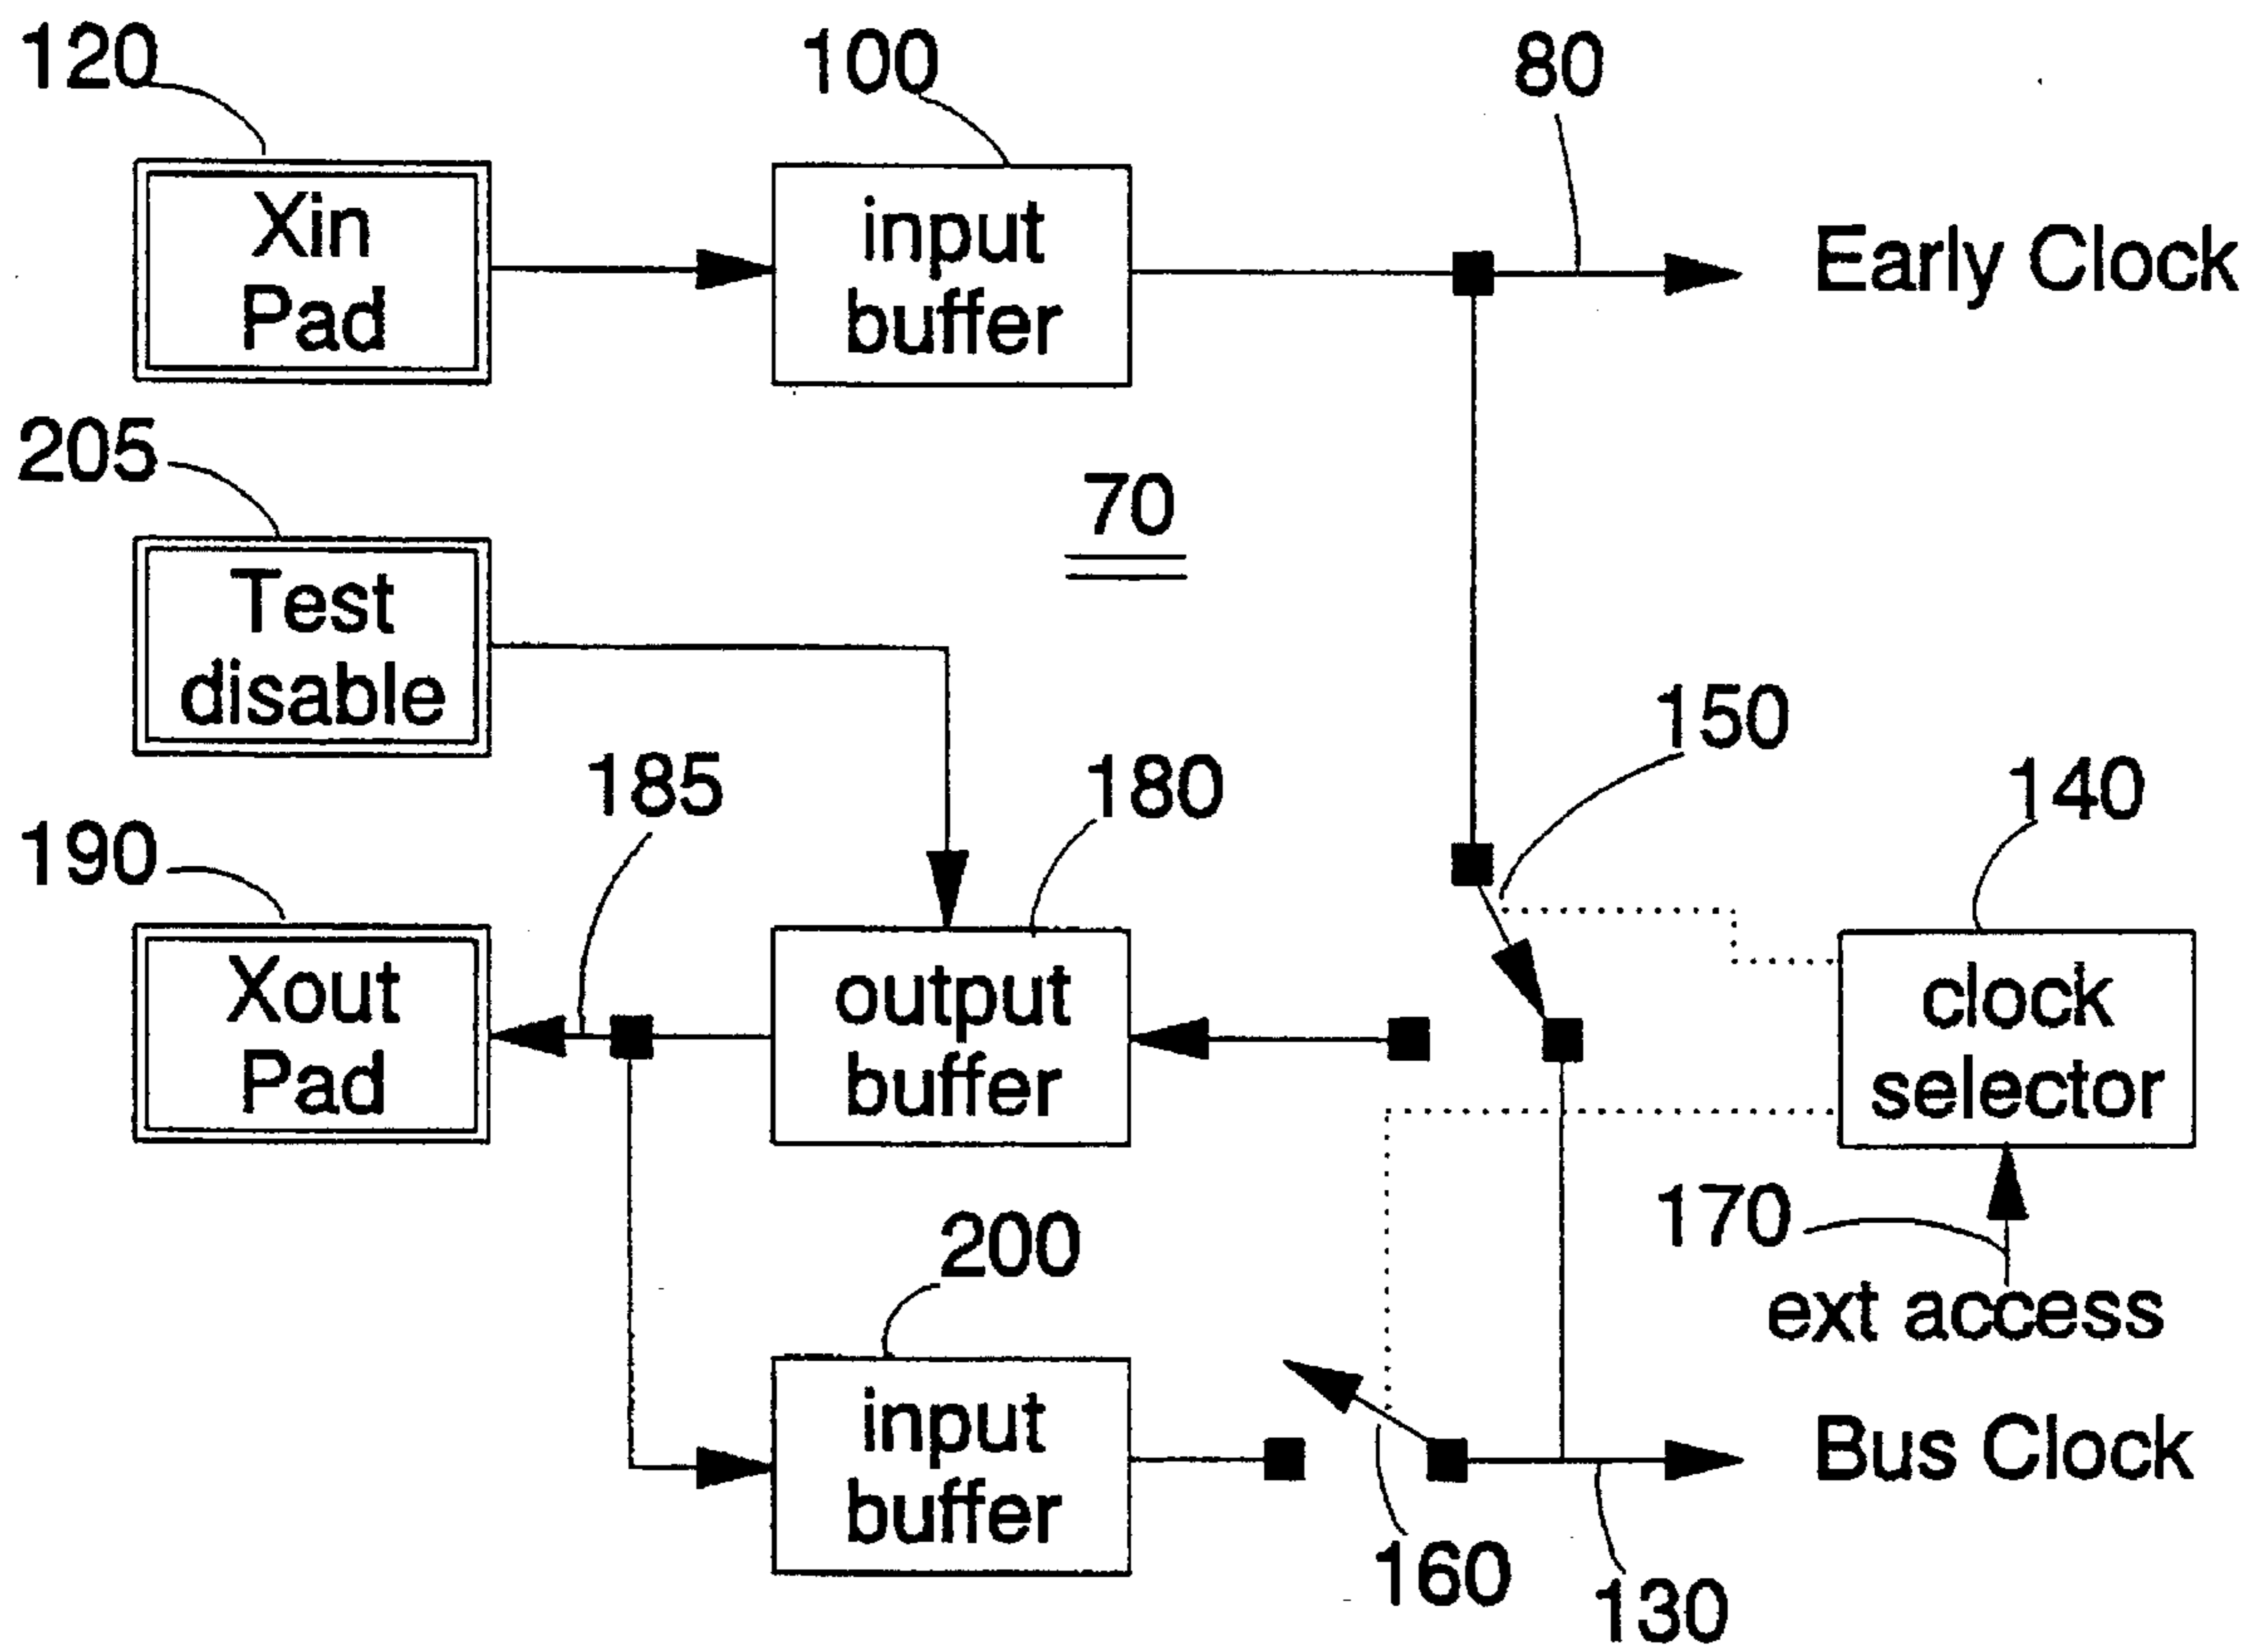 120
100
80
Xin
Pad
input
buffer
Early Clock
205
70
Test
disable
150
185
180
140
190
Xout
Pad
output
buffer
clock
selector
170
200
ext access
input
buffer
Bus Clock
160
130